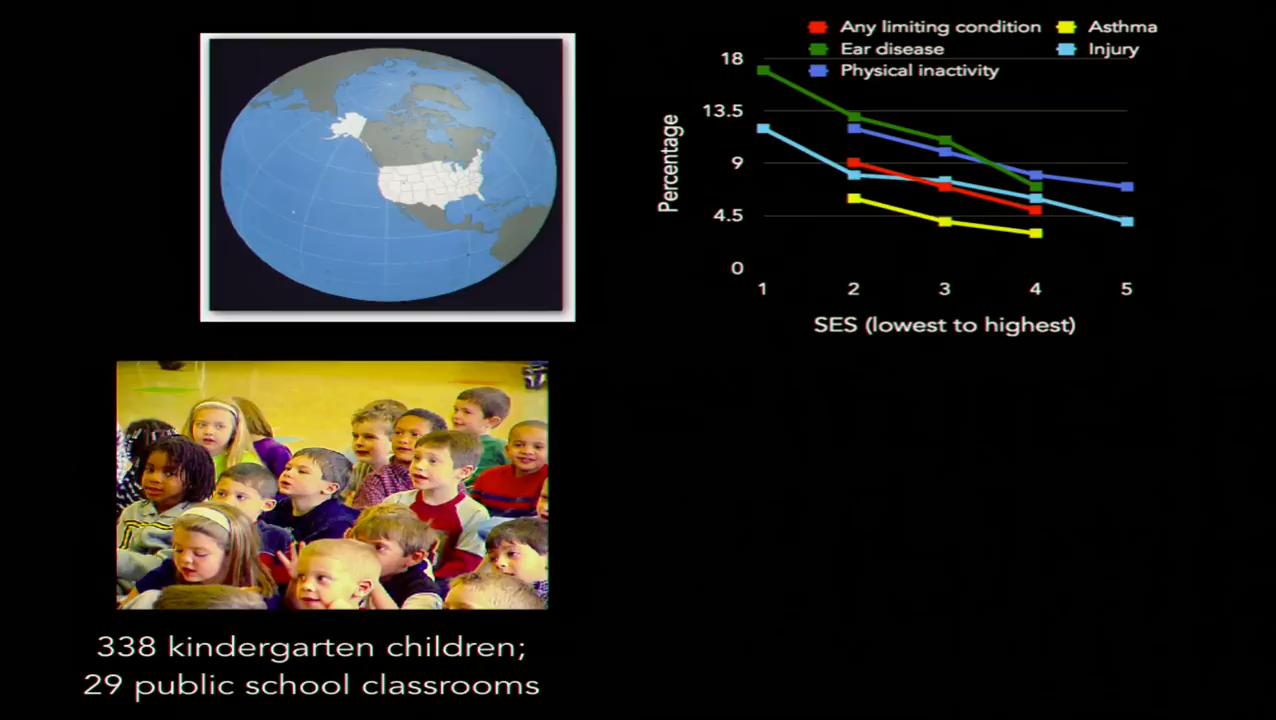 Any limiting condition
Asthma
Ear disease
Injury
Physical inactivity
18
13.5
9
4.5
0
Percentage
1 2 3 4 5
SES (lowest to highest)
338 kindergarten children;
29 public school classrooms